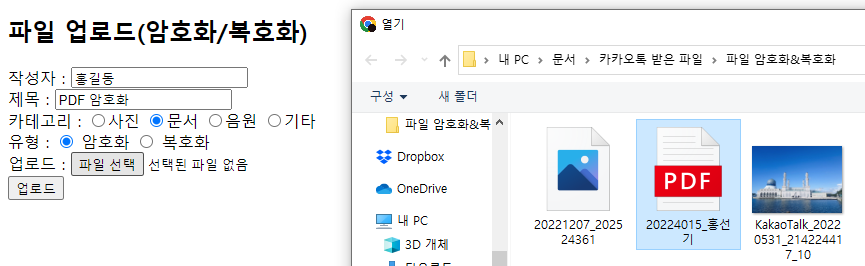 파일 업로드(암호화/복호화)
작성자 : 홍길동
제목 : PDF 암호화
카테고리 : 사진 문서 음원 기타
유형 : 암호화 복호화
업로드 : 파일 선택 선택된 파일 없음
업로드
열기
내 PC › 문서 › 카카오톡 받은 파일 › 파일 암호화&복호화
구성 새 폴더
파일 암호화&복
Dropbox
OneDrive
내 PC
3D 개체
20221207_2025
24361
PDF
20224015_홍선
기
KakaoTalk_20220
0531_21422441
7_10